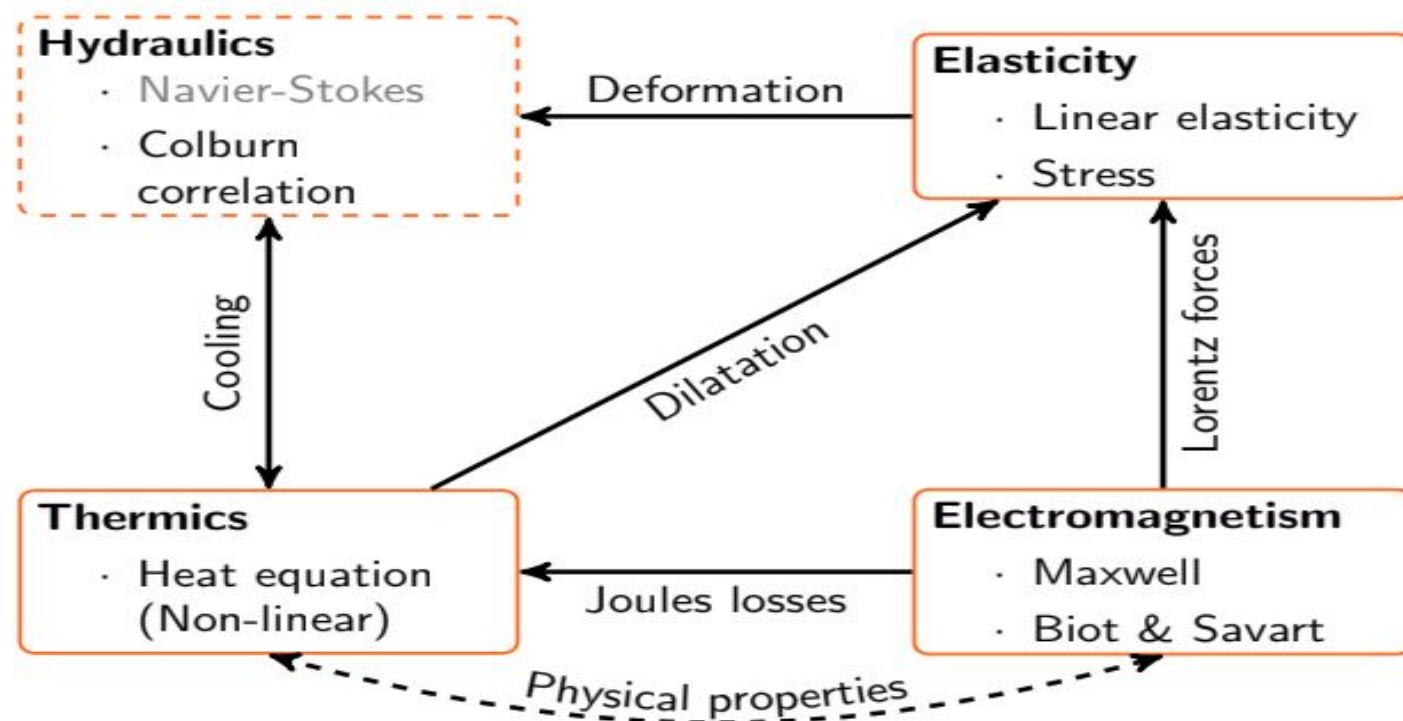 Hydraulics
· Navier-Stokes
· Colburn
correlation
Deformation
Elasticity
· Linear elasticity
· Stress
Cooling
Dilatation
Lorentz forces
Thermics
· Heat equation
(Non-linear)
Joules losses
Electromagnetism
· Maxwell
· Biot & Savart
Physical properties